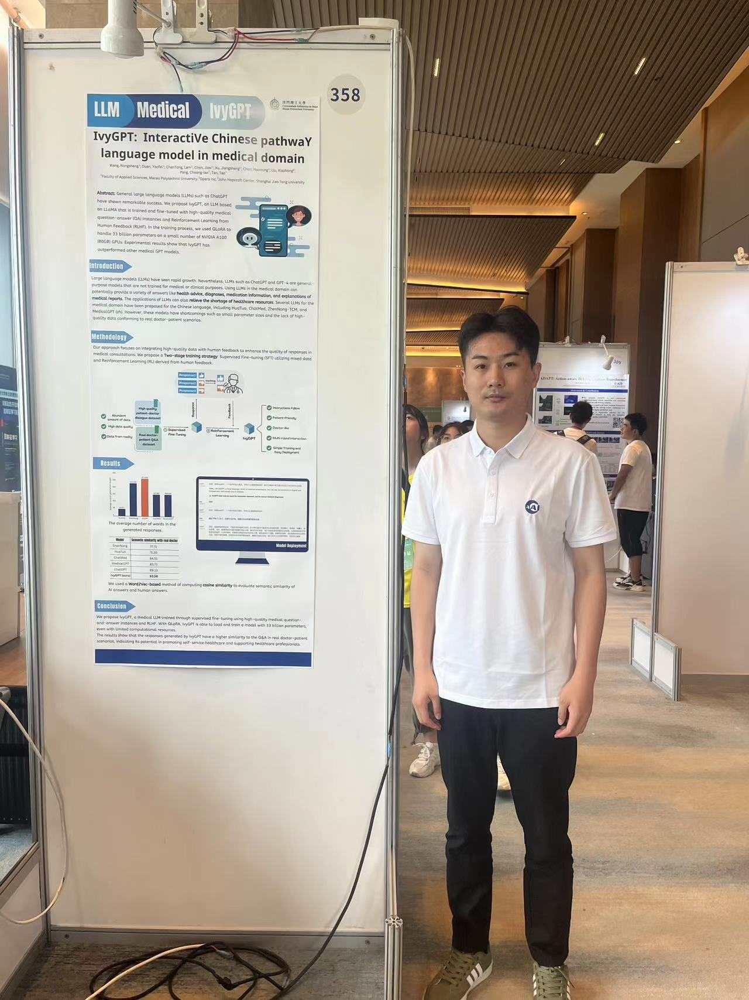 358
LLM Medical IvyGPT
澳門理工大學
Universidade Politécnica de Macau
Macao Polytechnic University
IvyGPT: InteractiVe Chinese pathwaY
language model in medical domain
Wang, Rongsheng¹; Duan, Yaofei¹; ChanTong, Lam¹; Chen, Jiexi¹; Xu, Jiangsheng²; Chen, Haoming¹; Liu, Xiaohong³;
Pang, Cheong-Iao¹; Tan, Tao¹
¹Faculty of Applied Sciences, Macao Polytechnic University, ²Opera Inc, ³John Hopcroft Center, Shanghai Jiao Tong University
Abstract: General large language models (LLMs) such as ChatGPT
have shown remarkable success. We propose IvyGPT, an LLM based
on LLaMA that is trained and fine-tuned with high-quality medical
question-answer (QA) instances and Reinforcement Learning from
Human Feedback (RLHF). In the training process, we used QLoRA to
handle 33 billion parameters on a small number of NVIDIA A100
(80GB) GPUs. Experimental results show that IvyGPT has
outperformed other medical GPT models.
Introduction
Large language models (LLMs) have seen rapid growth. Nevertheless, LLMs such as ChatGPT and GPT-4 are general-
purpose models that are not trained for medical or clinical purposes. Using LLMs in the medical domain can
potentially provide a variety of answers like health advice, diagnoses, medication information, and explanations of
medical reports. The applications of LLMs can also relieve the shortage of healthcare resources. Several LLMs for the
medical domain have been proposed for the Chinese language, including HuaTuo, ChatMed, ZhenNong-TCM, and
MedicalGPT (zh). However, these models have shortcomings such as small parameter sizes and the lack of high-
quality data conforming to real doctor-patient scenarios.
Methodology
Our approach focuses on integrating high-quality data with human feedback to enhance the quality of responses in
medical consultations. We propose a Two-stage training strategy: Supervised Fine-tuning (SFT) utilizing mixed data
and Reinforcement Learning (RL) derived from human feedback.
Response1
Response2
Response3
marking
Response
Feedback
Abundant
amount of data
High data quality
Data from reality
High quality
patient-doctor
dialogue dataset
Real doctor-
patient Q&A
dataset
① Supervised
Fine-Tuning
② Reinforcement
Learning
IvyGPT
Instructions Follow
Patient-friendly
Doctor-like
Multi-round Interaction
Simple Training and
Easy Deployment
Results
The average number of words in the
generated responses.
Model Semantic similarity with real doctor
ShenNong 77.71
HuaTuo 71.20
ChatMed 84.51
MedicalGPT 83.73
ChatGPT 89.13
IvyGPT (ours) 93.58
Model Deployment
We used a Word2Vec-based method of computing cosine similarity to evaluate semantic similarity of
AI answers and human answers.
Conclusion
We propose IvyGPT, a medical LLM trained through supervised fine-tuning using high-quality medical question-
and-answer instances and RLHF. With QLoRA, IvyGPT is able to load and train a model with 33 billion parameters,
even with limited computational resources.
The results show that the responses generated by IvyGPT have a higher similarity to the Q&A in real doctor-patient
scenarios, indicating its potential in promoting self-service healthcare and supporting healthcare professionals.
309
ADAPT: Action-aware Driving Caption Transformer
Motivation & Contribution